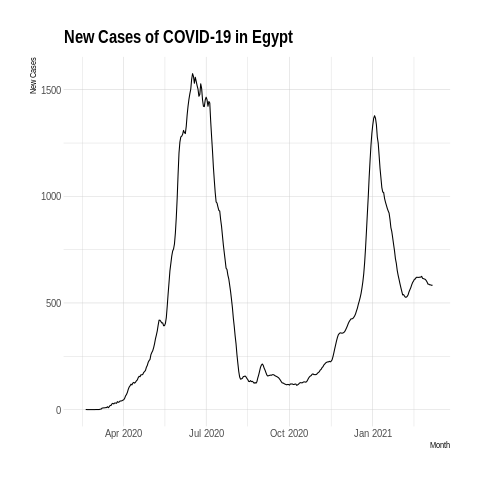 New Cases of COVID-19 in Egypt
New Cases
1500
1000
500
0
Apr 2020 Jul 2020 Oct 2020 Jan 2021
Month